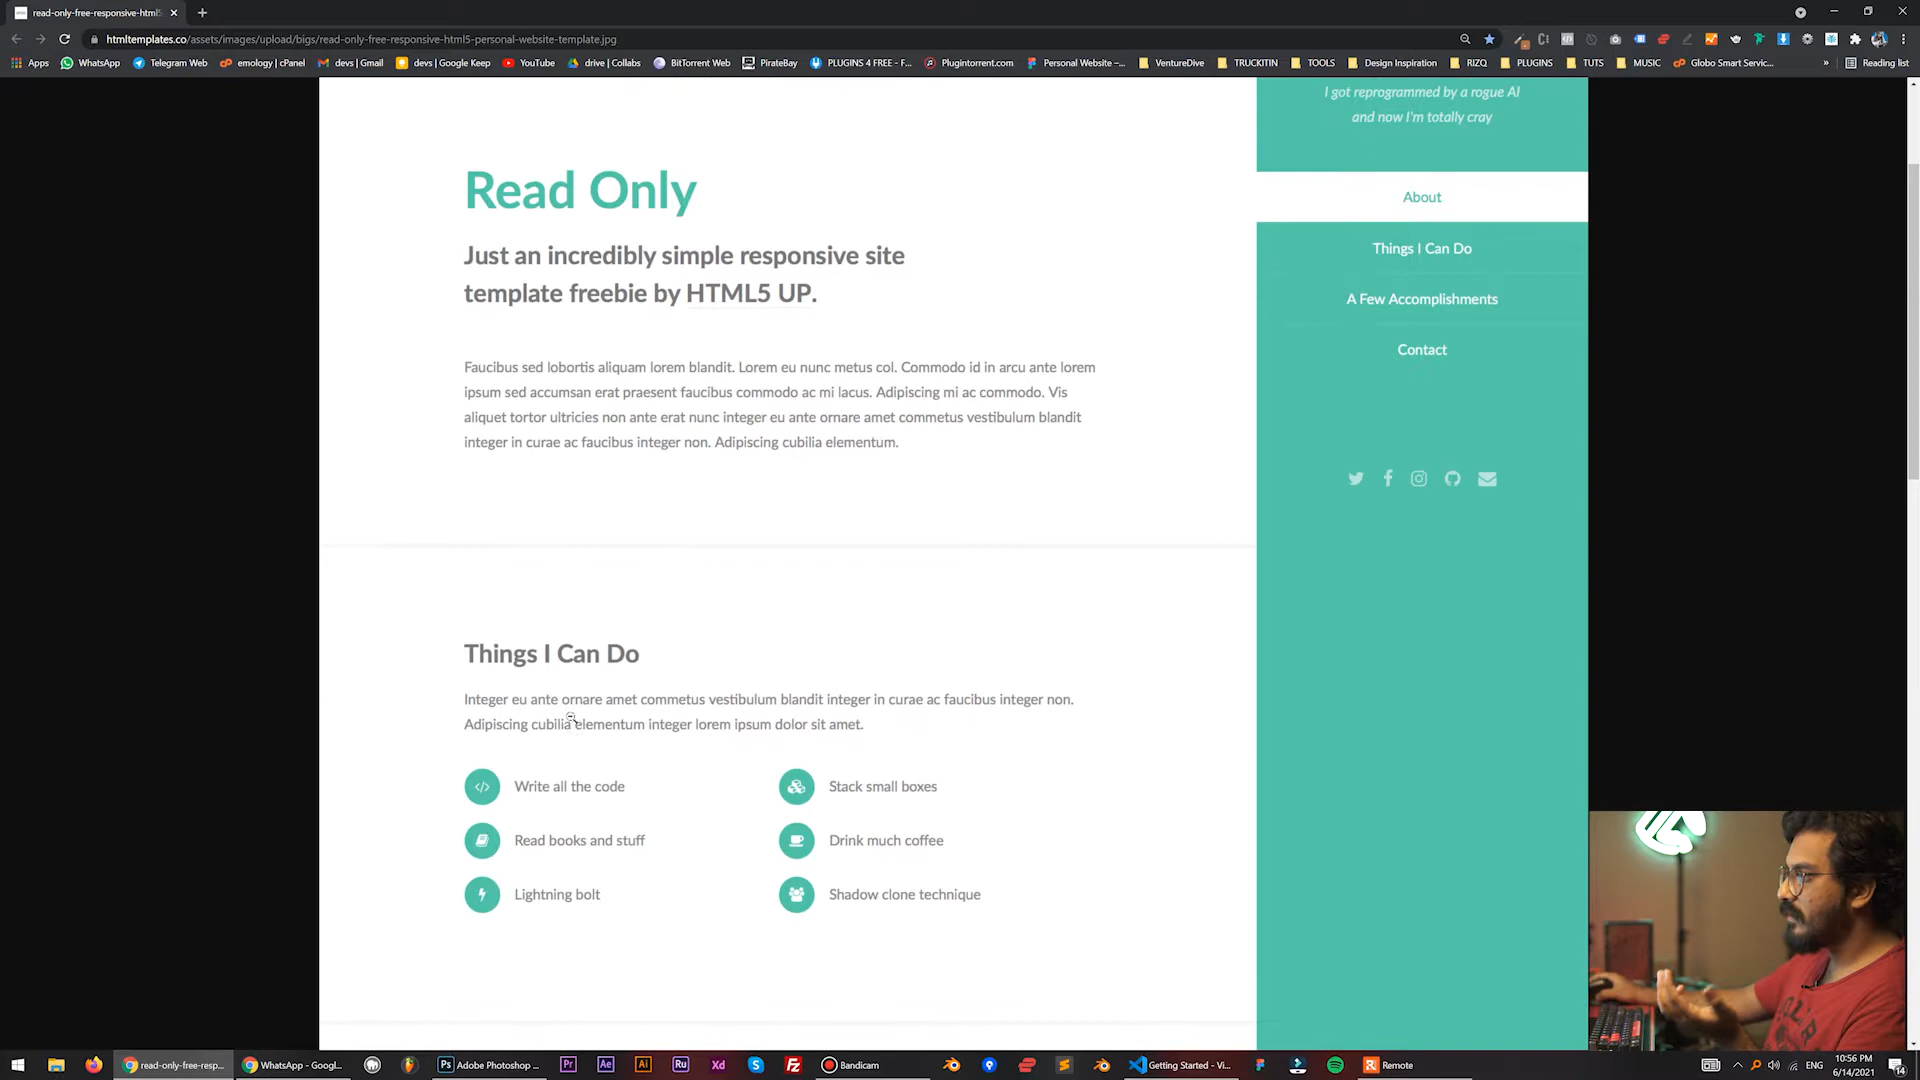 read-only-free-responsive-html5
htmltemplates.co/assets/images/upload/bigs/read-only-free-responsive-html5-personal-website-template.jpg
Apps WhatsApp Telegram Web emology | cPanel devs | Gmail devs | Google Keep YouTube drive | Collabs BitTorrent Web PirateBay PLUGINS 4 FREE - F... Plugintorrent.com Personal Website –... VentureDive TRUCKITIN TOOLS Design Inspiration RIZQ PLUGINS TUTS MUSIC Globo Smart Servic... » Reading list
I got reprogrammed by a rogue AI
and now I'm totally cray
About
Things I Can Do
A Few Accomplishments
Contact
Read Only
Just an incredibly simple responsive site
template freebie by HTML5 UP.
Faucibus sed lobortis aliquam lorem blandit. Lorem eu nunc metus col. Commodo id in arcu ante lorem
ipsum sed accumsan erat praesent faucibus commodo ac mi lacus. Adipiscing mi ac commodo. Vis
aliquet tortor ultricies non ante erat nunc integer eu ante ornare amet commetus vestibulum blandit
integer in curae ac faucibus integer non. Adipiscing cubilia elementum.
Things I Can Do
Integer eu ante ornare amet commetus vestibulum blandit integer in curae ac faucibus integer non.
Adipiscing cubilia elementum integer lorem ipsum dolor sit amet.
Write all the code
Stack small boxes
Read books and stuff
Drink much coffee
Lightning bolt
Shadow clone technique
read-only-free-resp... WhatsApp - Googl... Ps Adobe Photoshop ... Pr Ae Ai Ru Xd Bandicam Getting Started - Vi... Remote ENG
10:56 PM
6/14/2021
14